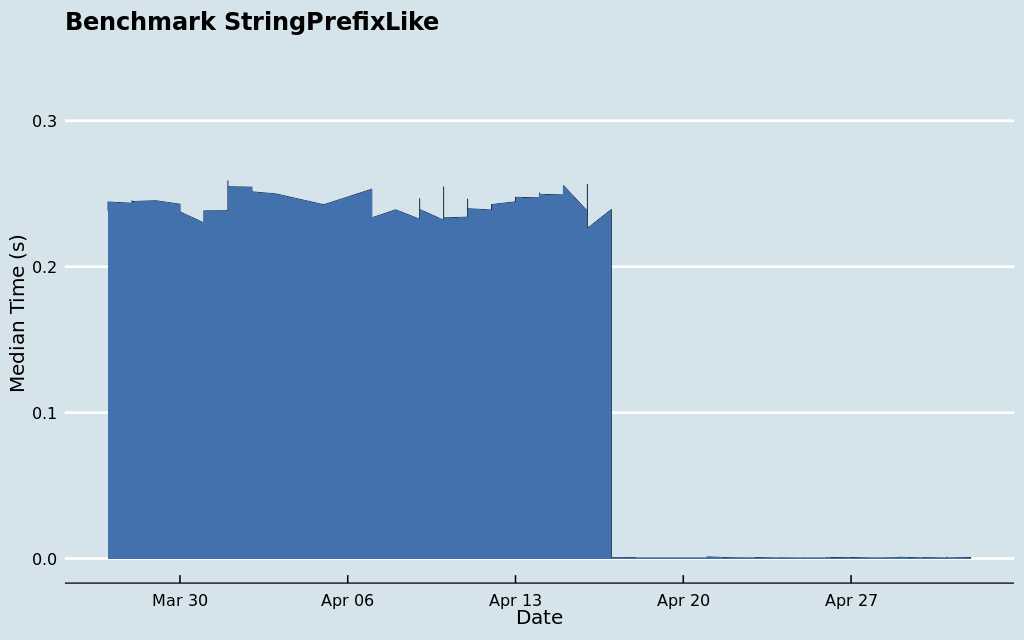 Benchmark StringPrefixLike
Median Time (s)
0.3
0.2
0.1
0.0
Mar 30 Apr 06 Apr 13 Apr 20 Apr 27
Date